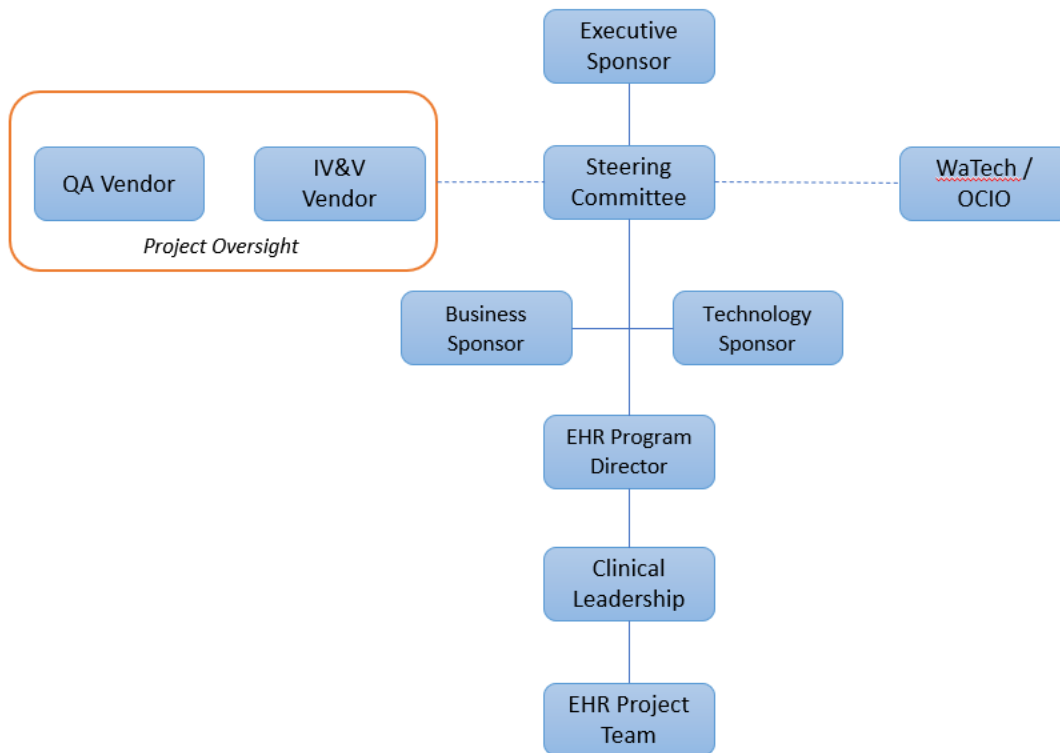 Executive
Sponsor
QA Vendor
IV&V
Vendor
Project Oversight
Steering
Committee
WaTech /
OCIO
Business
Sponsor
Technology
Sponsor
EHR Program
Director
Clinical
Leadership
EHR Project
Team